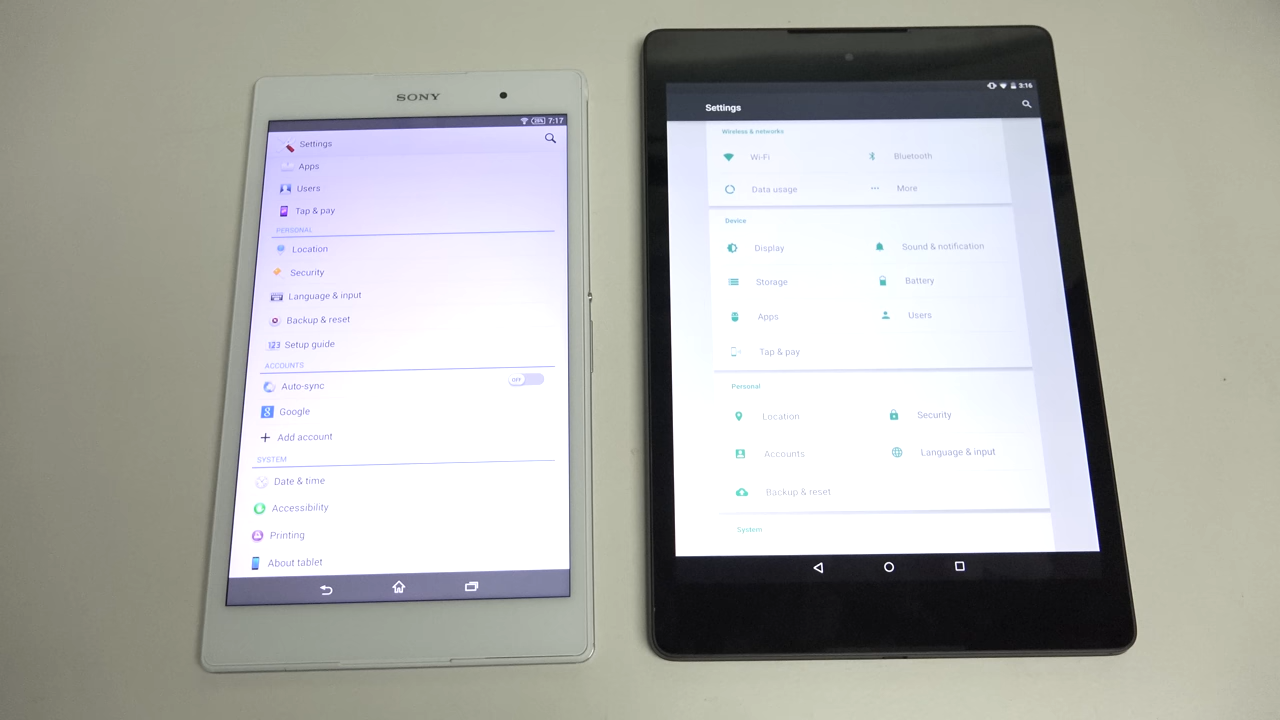 SONY
28% 7:17
Settings
Apps
Users
Tap & pay
PERSONAL
Location
Security
Language & input
Backup & reset
123 Setup guide
ACCOUNTS
Auto-sync OFF
8 Google
Add account
SYSTEM
Date & time
Accessibility
Printing
About tablet
3:16
Settings
Wireless & networks
Wi-Fi Bluetooth
Data usage More
Device
Display Sound & notification
Storage Battery
Apps Users
Tap & pay
Personal
Location Security
Accounts Language & input
Backup & reset
System